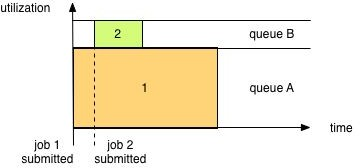 utilization
2
queue B
1
queue A
time
job 1
submitted
job 2
submitted